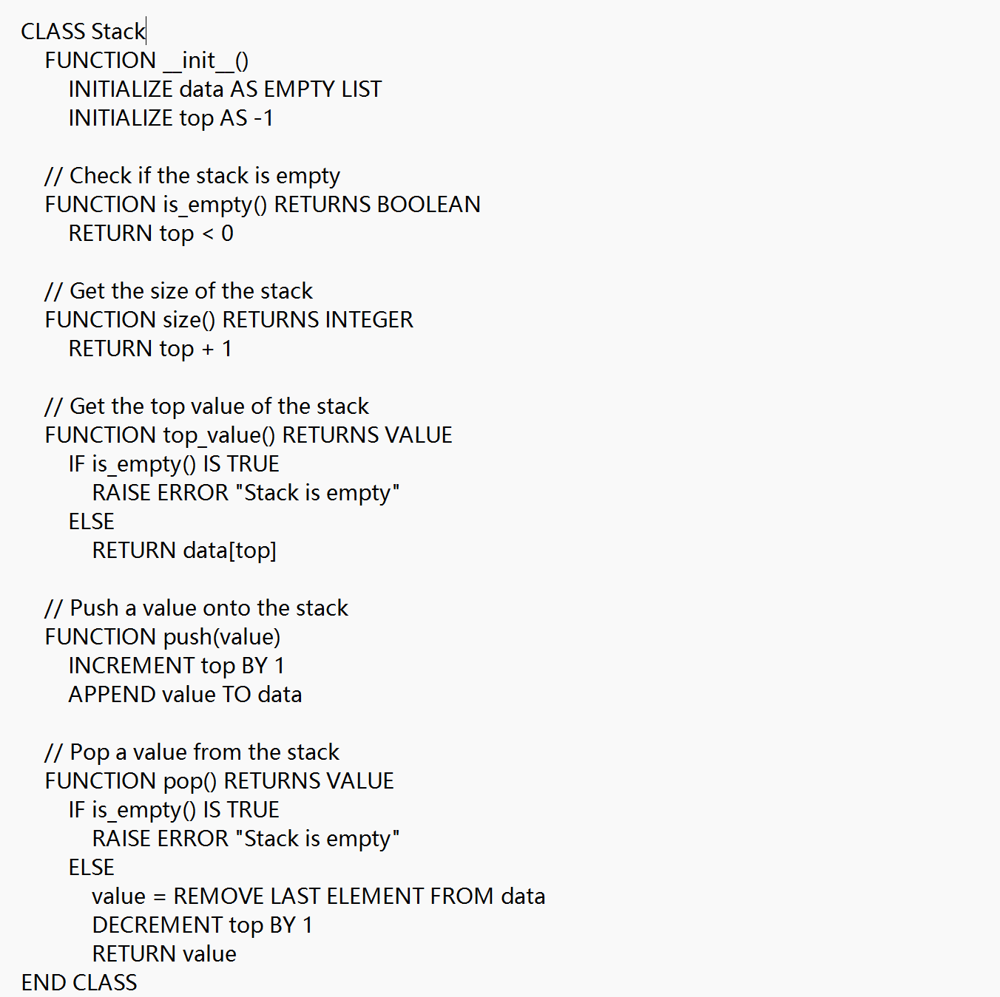 CLASS Stack
FUNCTION __init__()
INITIALIZE data AS EMPTY LIST
INITIALIZE top AS -1
// Check if the stack is empty
FUNCTION is_empty() RETURNS BOOLEAN
RETURN top < 0
// Get the size of the stack
FUNCTION size() RETURNS INTEGER
RETURN top + 1
// Get the top value of the stack
FUNCTION top_value() RETURNS VALUE
IF is_empty() IS TRUE
RAISE ERROR "Stack is empty"
ELSE
RETURN data[top]
// Push a value onto the stack
FUNCTION push(value)
INCREMENT top BY 1
APPEND value TO data
// Pop a value from the stack
FUNCTION pop() RETURNS VALUE
IF is_empty() IS TRUE
RAISE ERROR "Stack is empty"
ELSE
value = REMOVE LAST ELEMENT FROM data
DECREMENT top BY 1
RETURN value
END CLASS